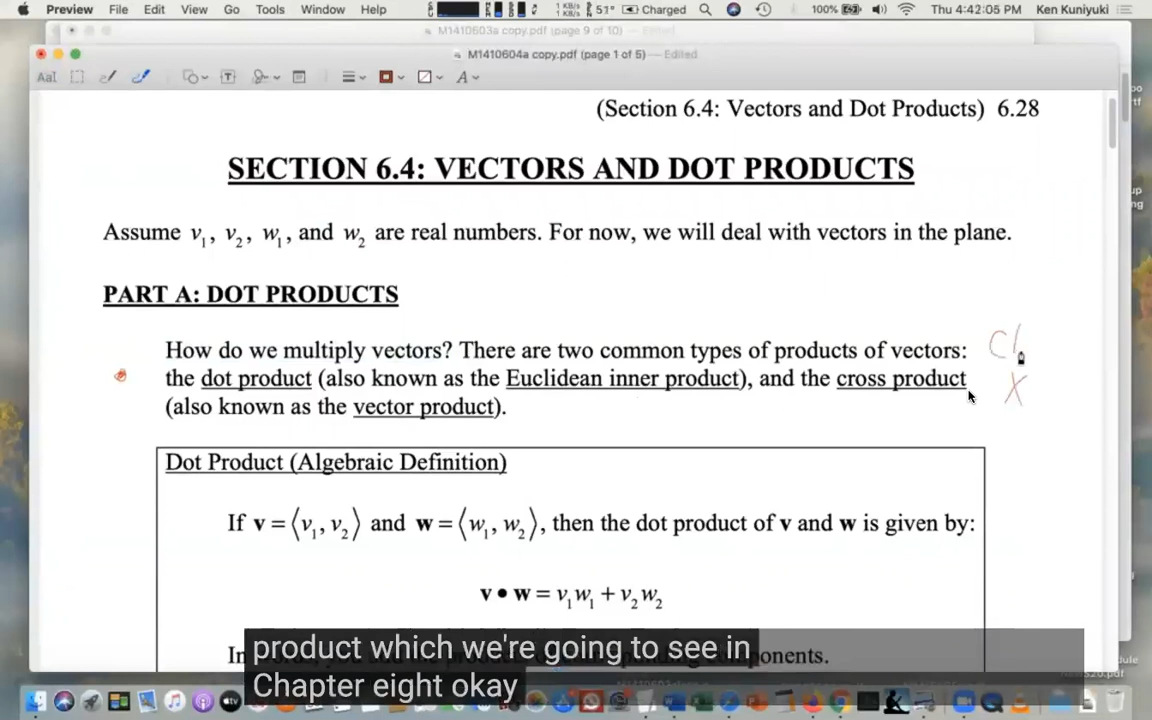 Preview File Edit View Go Tools Window Help 1 KB/s 1 KB/s 51° Charged 100% Thu 4:42:05 PM Ken Kuniyuki
M1410603a copy.pdf (page 9 of 10) — Edited
M1410604a copy.pdf (page 1 of 5) — Edited
(Section 6.4: Vectors and Dot Products) 6.28
SECTION 6.4: VECTORS AND DOT PRODUCTS
Assume v₁, v₂, w₁, and w₂ are real numbers. For now, we will deal with vectors in the plane.
PART A: DOT PRODUCTS
How do we multiply vectors? There are two common types of products of vectors:
the dot product (also known as the Euclidean inner product), and the cross product
(also known as the vector product).
Ch
X
Dot Product (Algebraic Definition)
If v = ⟨v₁, v₂⟩ and w = ⟨w₁, w₂⟩, then the dot product of v and w is given by:
v • w = v₁w₁ + v₂w₂
product which we're going to see in
Chapter eight okay